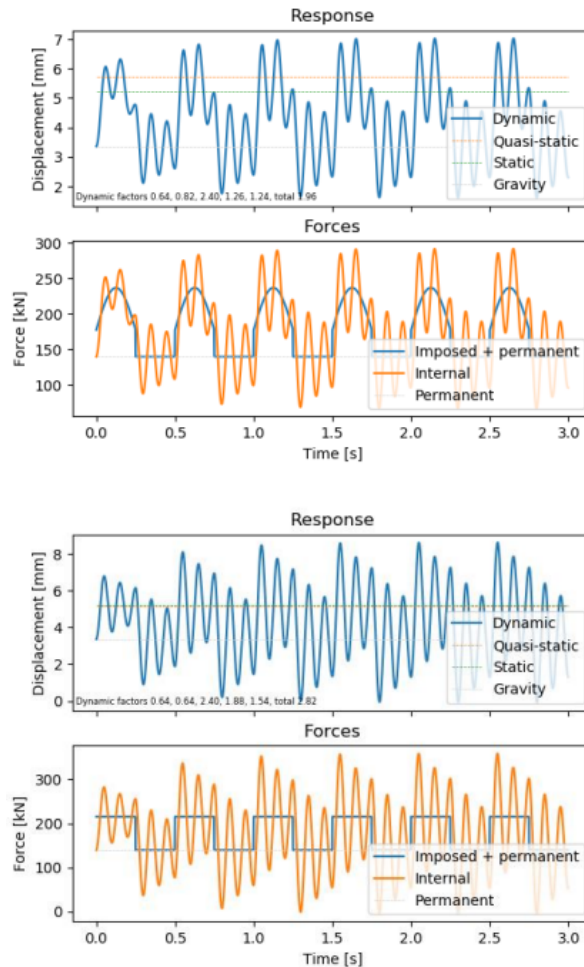 Response
7
6
5
4
3
2
Displacement [mm]
Dynamic
Quasi-static
Static
Gravity
Dynamic factors 0.64, 0.82, 2.40, 1.26, 1.24, total 1.96
Forces
300
250
200
150
100
Force [kN]
Imposed + permanent
Internal
Permanent
0.0 0.5 1.0 1.5 2.0 2.5 3.0
Time [s]
Response
8
6
4
2
0
Displacement [mm]
Dynamic
Quasi-static
Static
Gravity
Dynamic factors 0.64, 0.64, 2.40, 1.88, 1.54, total 2.82
Forces
300
200
100
0
Force [kN]
Imposed + permanent
Internal
Permanent
0.0 0.5 1.0 1.5 2.0 2.5 3.0
Time [s]